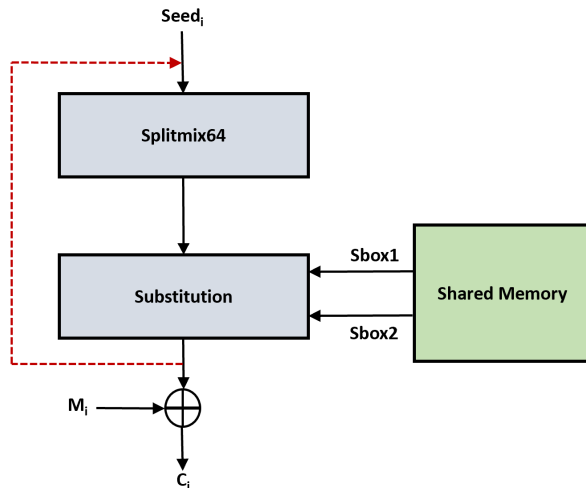 Seedᵢ
Splitmix64
Sbox1
Substitution
Shared Memory
Sbox2
Mᵢ
Cᵢ